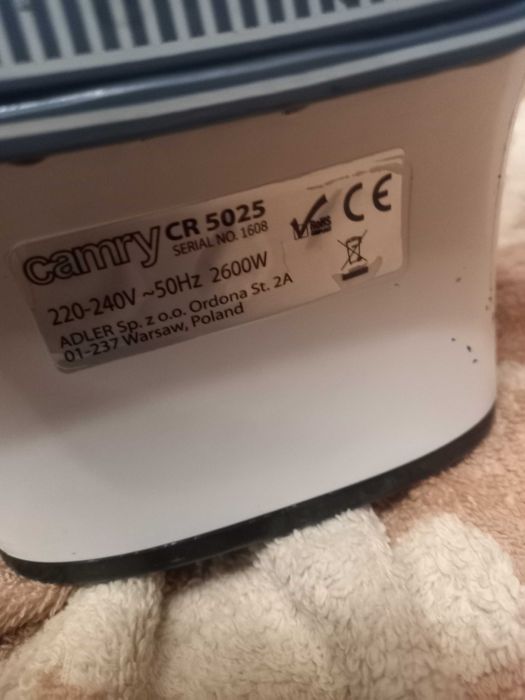 camry CR 5025
SERIAL NO. 1608
220-240V ~50Hz 2600W
ADLER Sp. z o.o. Ordona St. 2A
01-237 Warsaw, Poland
RoHS
CE